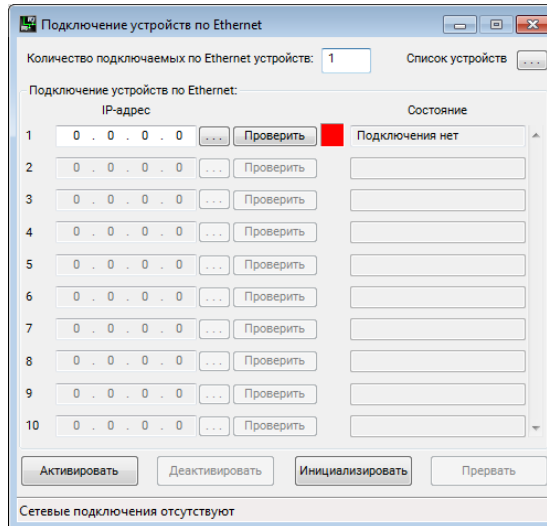 Подключение устройств по Ethernet
Количество подключаемых по Ethernet устройств: 1 Список устройств ...
Подключение устройств по Ethernet:
IP-адрес Состояние
1 0 . 0 . 0 . 0 ... Проверить Подключения нет
2 0 . 0 . 0 . 0 ... Проверить
3 0 . 0 . 0 . 0 ... Проверить
4 0 . 0 . 0 . 0 ... Проверить
5 0 . 0 . 0 . 0 ... Проверить
6 0 . 0 . 0 . 0 ... Проверить
7 0 . 0 . 0 . 0 ... Проверить
8 0 . 0 . 0 . 0 ... Проверить
9 0 . 0 . 0 . 0 ... Проверить
10 0 . 0 . 0 . 0 ... Проверить
Активировать Деактивировать Инициализировать Прервать
Сетевые подключения отсутствуют